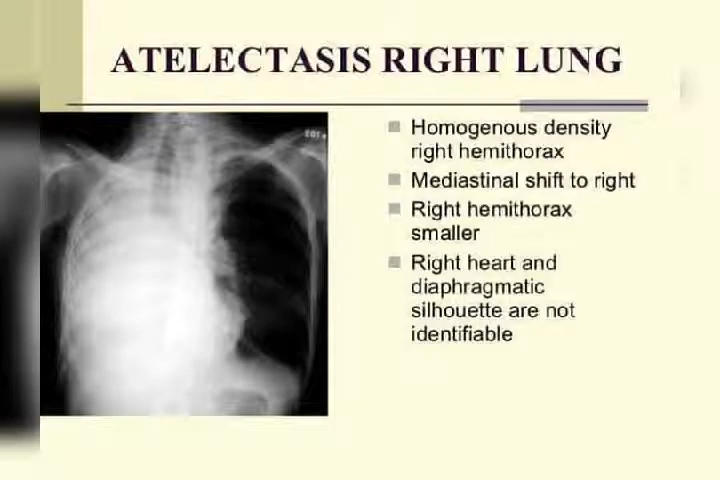 ATELECTASIS RIGHT LUNG
Homogenous density
right hemithorax
Mediastinal shift to right
Right hemithorax
smaller
Right heart and
diaphragmatic
silhouette are not
identifiable